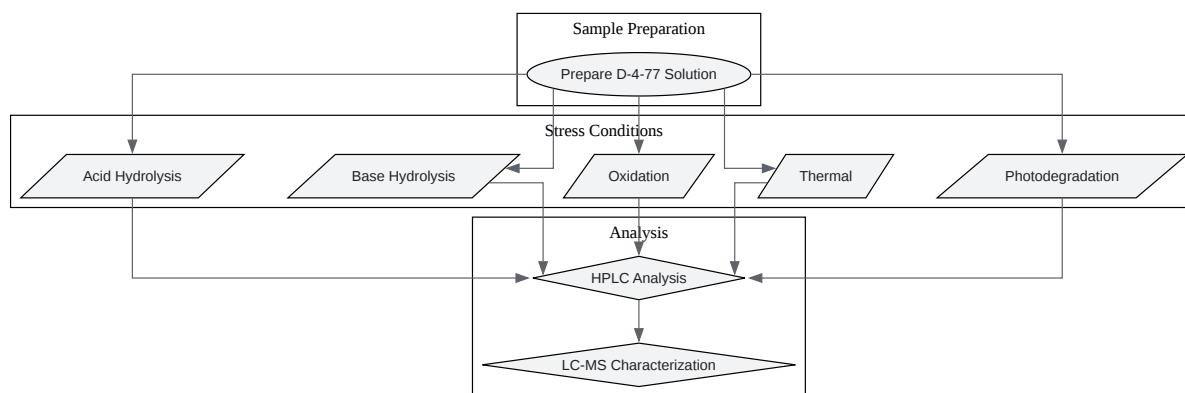 Sample Preparation
Prepare D-4-77 Solution
Stress Conditions
Acid Hydrolysis
Base Hydrolysis
Oxidation
Thermal
Photodegradation
Analysis
HPLC Analysis
LC-MS Characterization